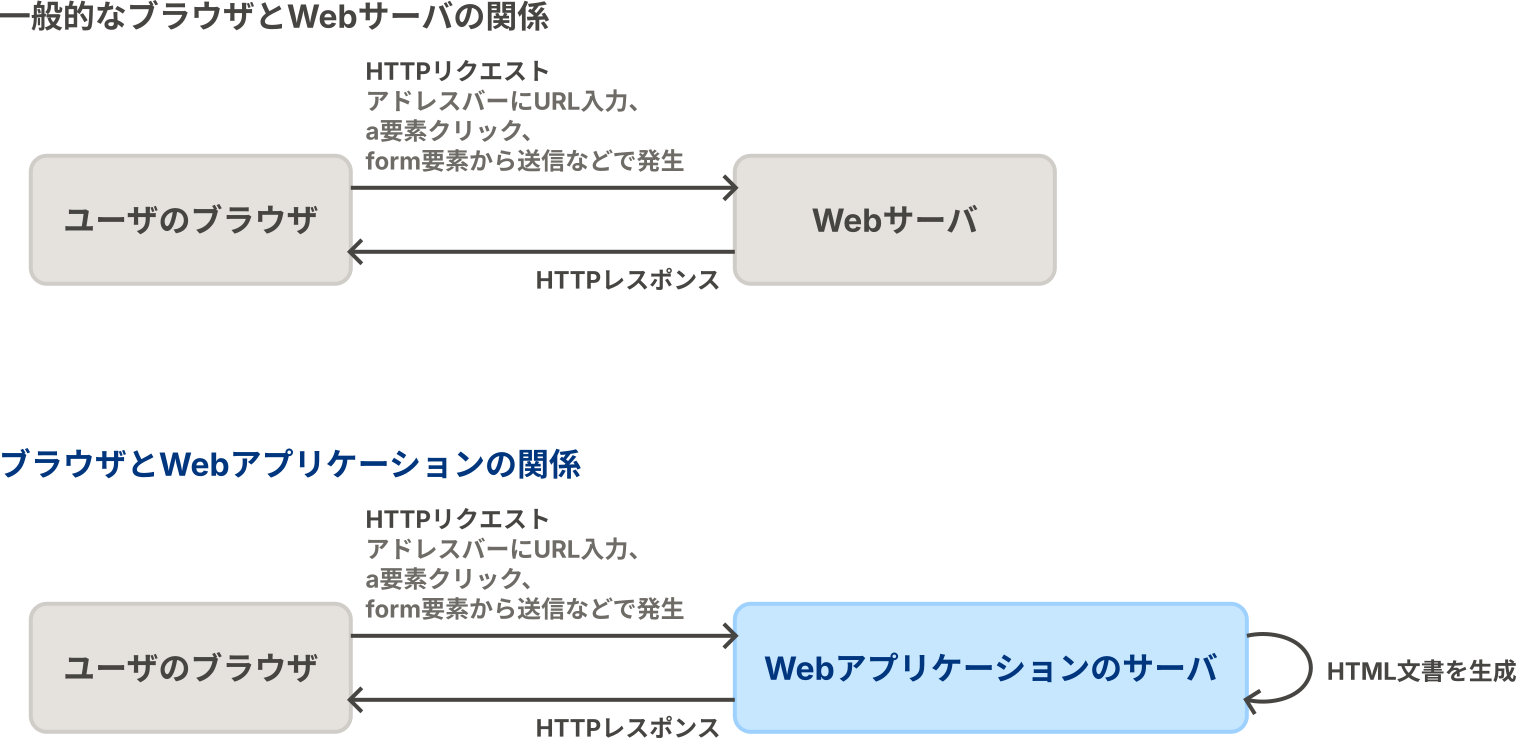 一般的なブラウザとWebサーバの関係
HTTPリクエスト
アドレスバーにURL入力、
a要素クリック、
form要素から送信などで発生
ユーザのブラウザ
Webサーバ
HTTPレスポンス
ブラウザとWebアプリケーションの関係
HTTPリクエスト
アドレスバーにURL入力、
a要素クリック、
form要素から送信などで発生
ユーザのブラウザ
Webアプリケーションのサーバ
HTML文書を生成
HTTPレスポンス